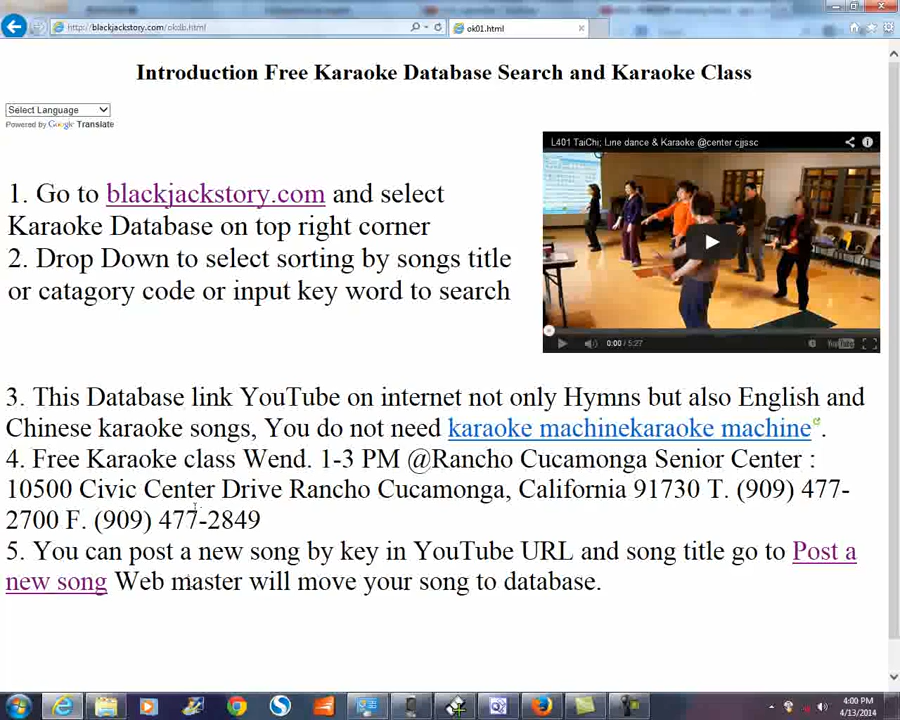 http://blackjackstory.com/okdb.html
ok01.html
Introduction Free Karaoke Database Search and Karaoke Class
Select Language
Powered by Google Translate
L401 TaiChi; Line dance & Karaoke @center cjjssc
1. Go to blackjackstory.com and select
Karaoke Database on top right corner
2. Drop Down to select sorting by songs title
or catagory code or input key word to search
0:00 / 5:27
YouTube
3. This Database link YouTube on internet not only Hymns but also English and
Chinese karaoke songs, You do not need karaoke machinekaraoke machine .
4. Free Karaoke class Wend. 1-3 PM @Rancho Cucamonga Senior Center :
10500 Civic Center Drive Rancho Cucamonga, California 91730 T. (909) 477-
2700 F. (909) 477-2849
5. You can post a new song by key in YouTube URL and song title go to Post a
new song Web master will move your song to database.
4:00 PM
4/13/2014